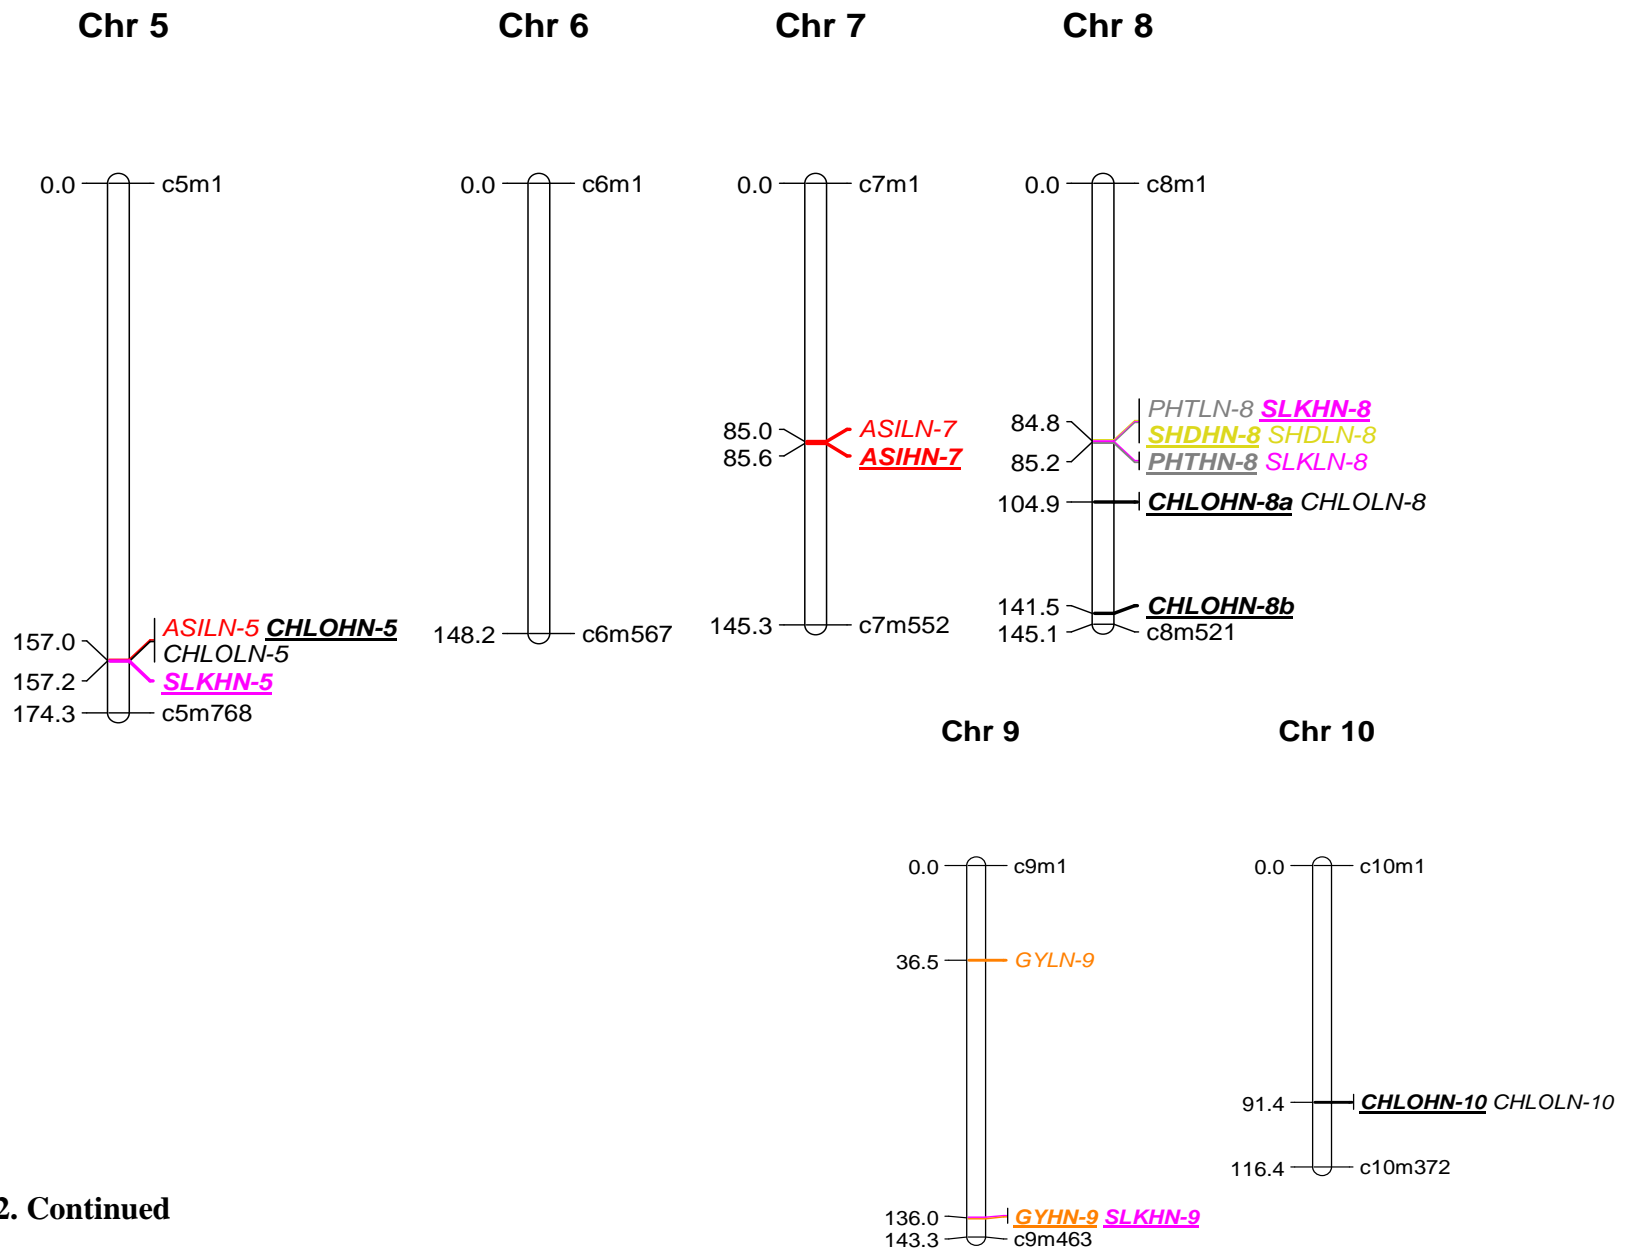 Chr 5
0.0 c5m1
157.0 ASILN-5 CHLOHN-5
CHLOLN-5
157.2 SLKHN-5
174.3 c5m768
Chr 6
0.0 c6m1
148.2 c6m567
Chr 7
0.0 c7m1
85.0 ASILN-7
85.6 ASIHN-7
145.3 c7m552
Chr 8
0.0 c8m1
84.8 PHTLN-8 SLKHN-8
SHDHN-8 SHDLN-8
85.2 PHTHN-8 SLKLN-8
104.9 CHLOHN-8a CHLOLN-8
141.5 CHLOHN-8b
145.1 c8m521
Chr 9
0.0 c9m1
36.5 GYLN-9
136.0 GYHN-9 SLKHN-9
143.3 c9m463
Chr 10
0.0 c10m1
91.4 CHLOHN-10 CHLOLN-10
116.4 c10m372
2. Continued